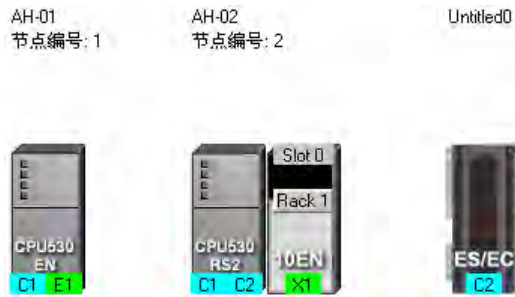 AH-01
节点编号: 1
AH-02
节点编号: 2
Untitled0
CPU530
EN
C1 E1
CPU530
RS2
C1 C2
Slot 0
Rack 1
10EN
X1
ES/EC
C2